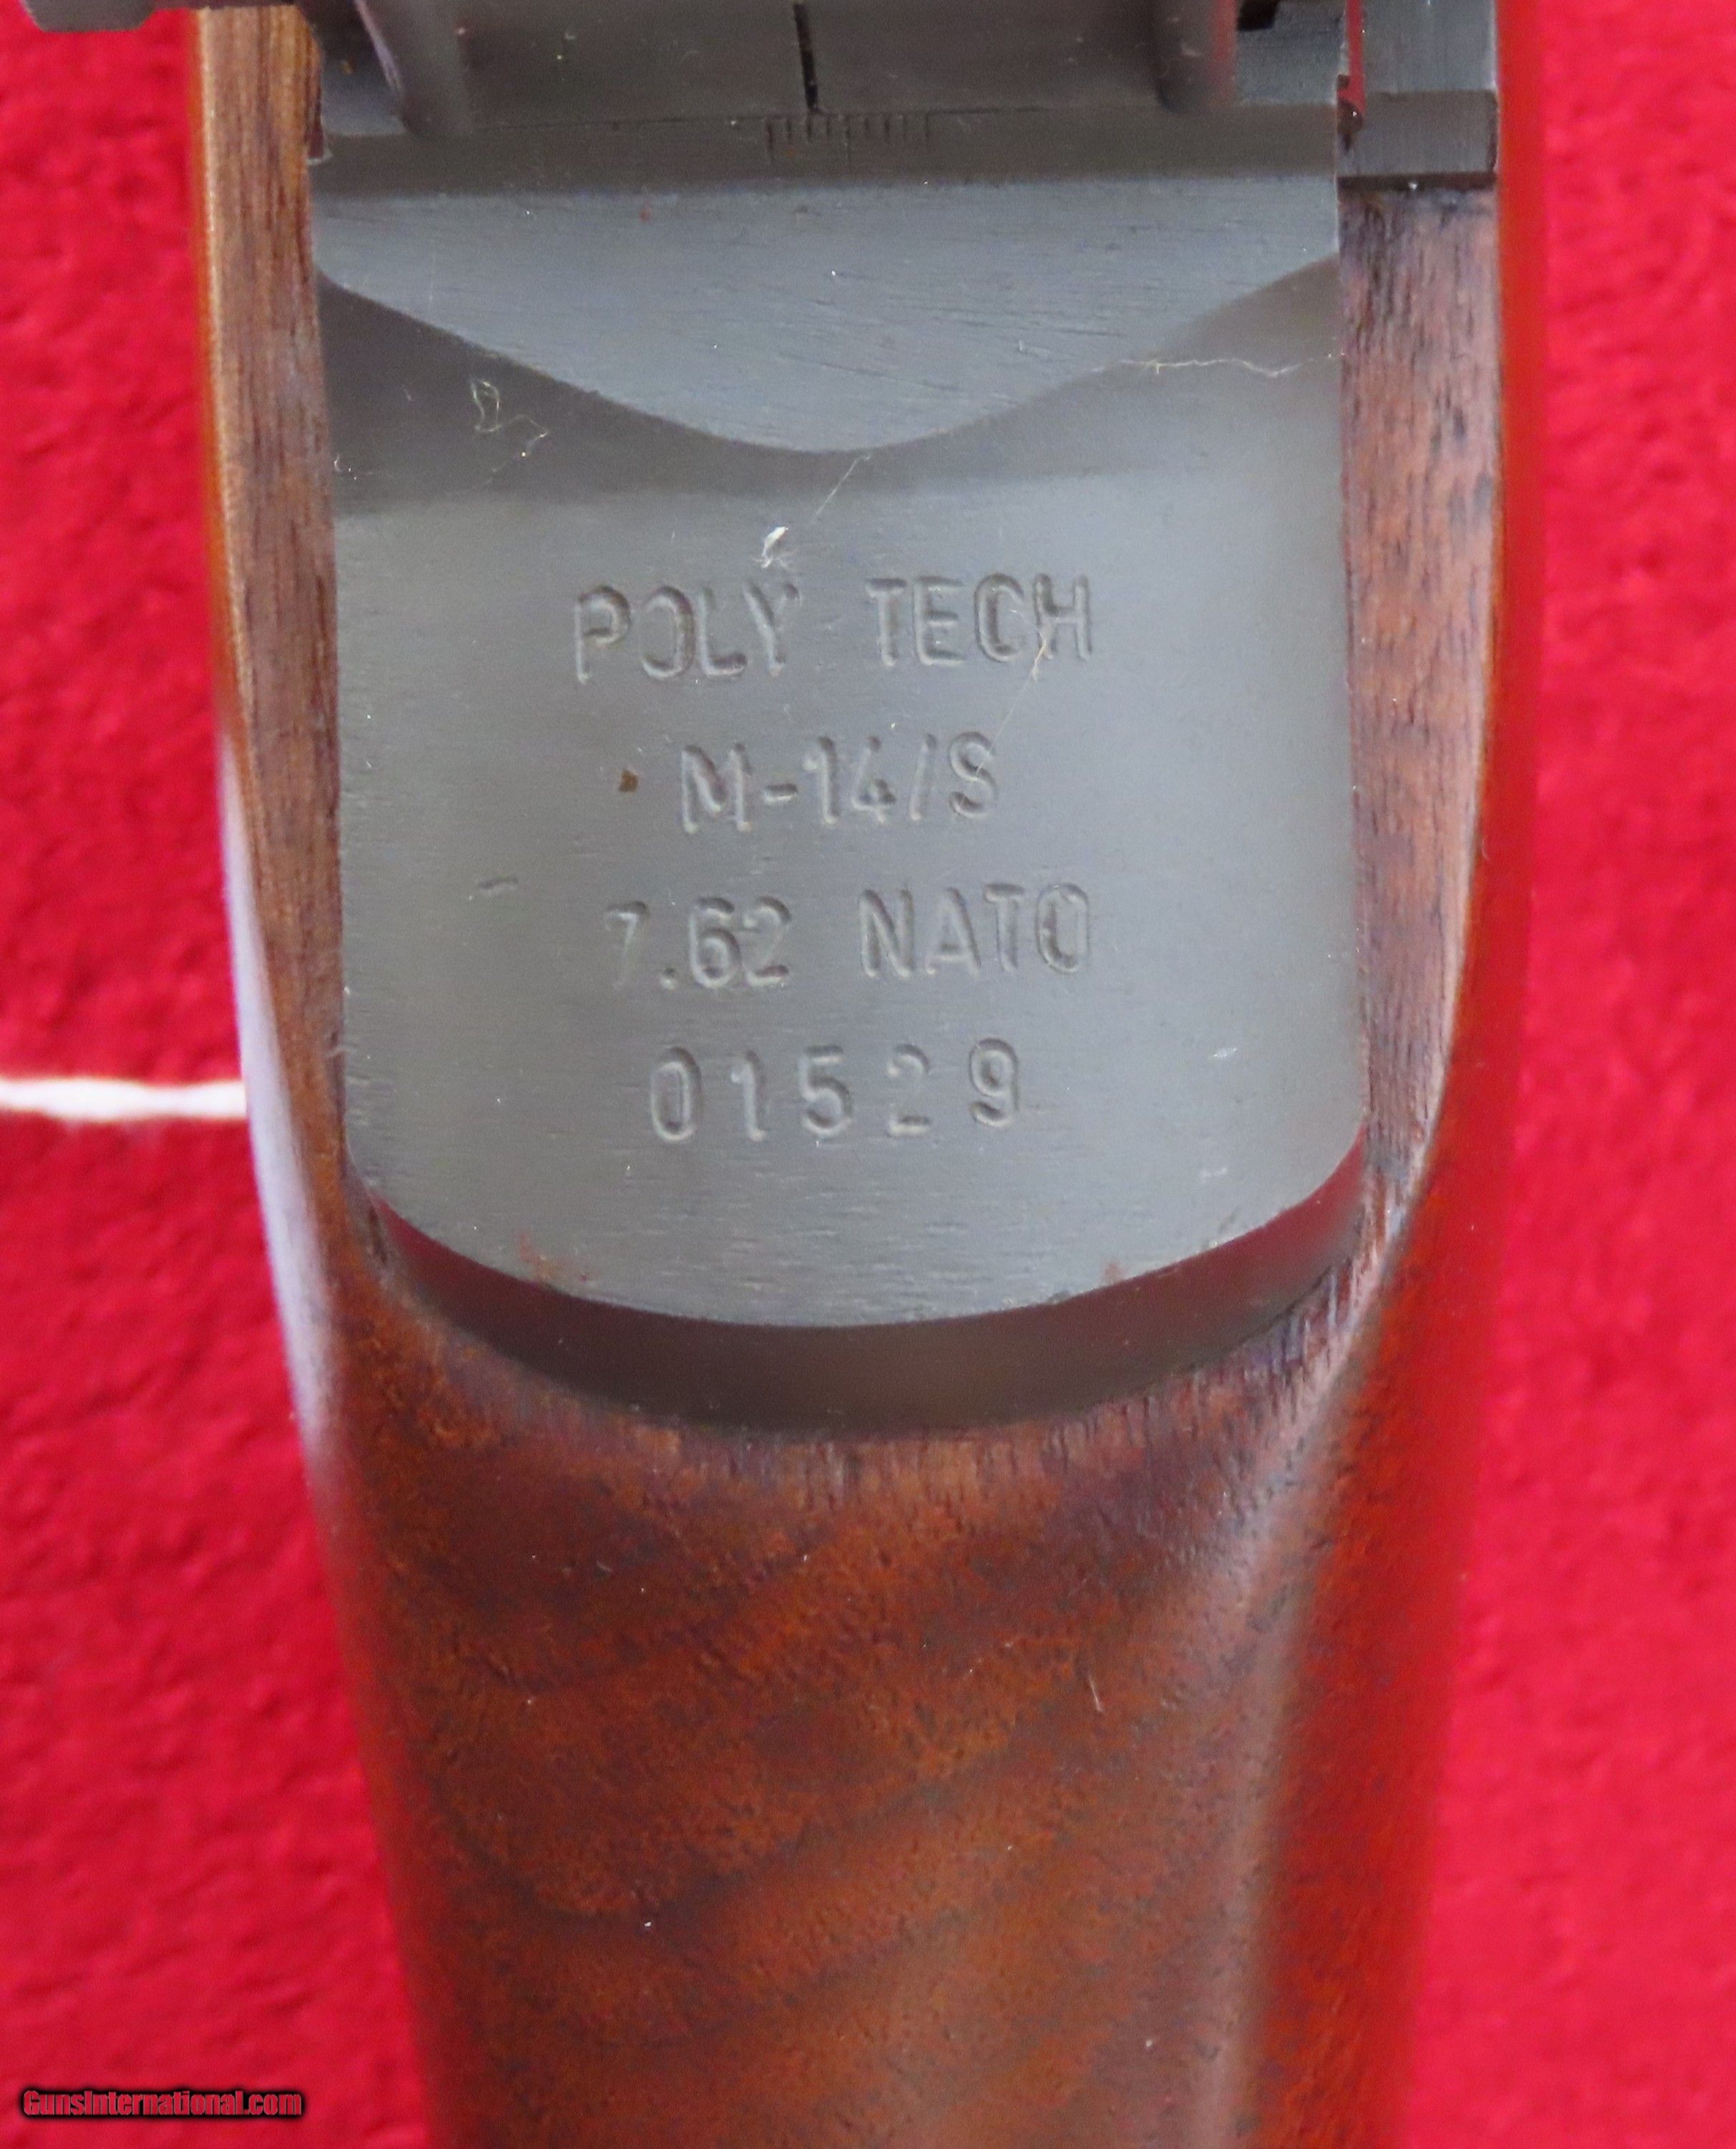 POLY TECH
M-14/S
7.62 NATO
01529
GunsInternational.com